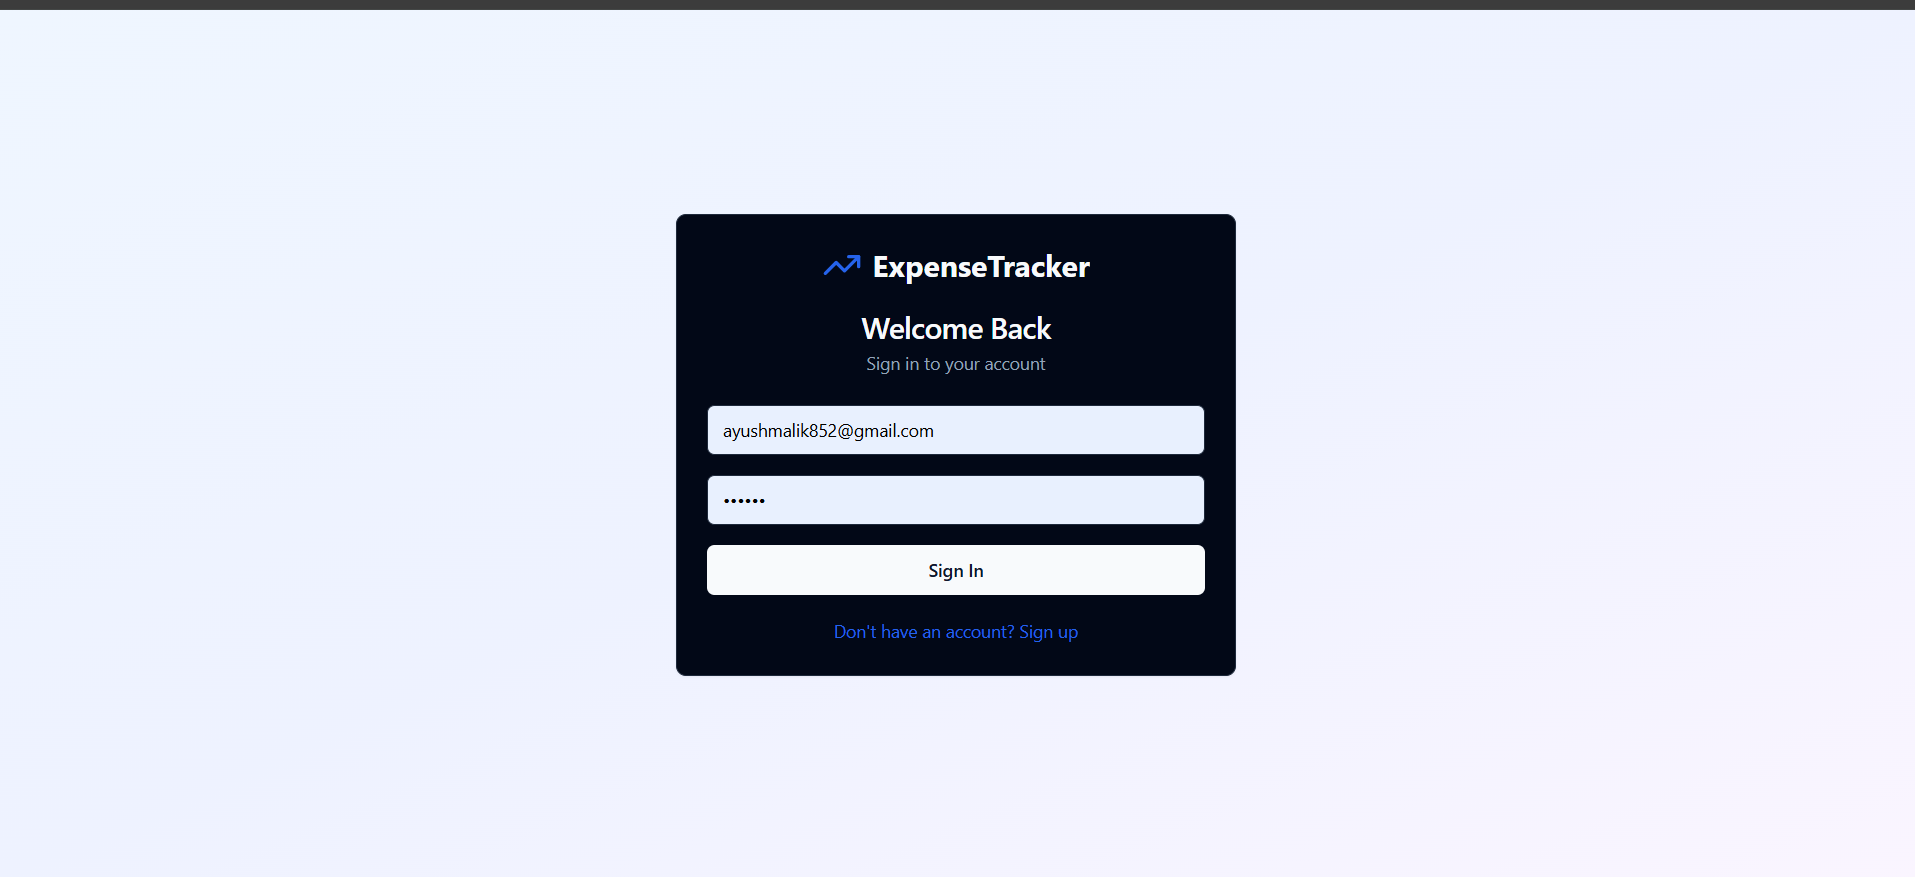 ExpenseTracker
Welcome Back
Sign in to your account
ayushmalik852@gmail.com
••••••
Sign In
Don't have an account? Sign up